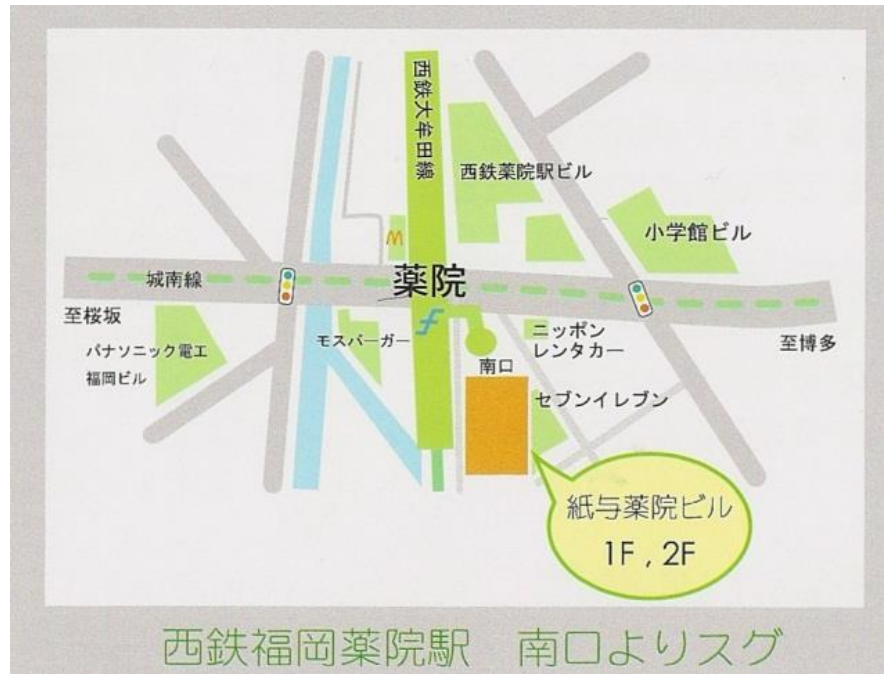 西鉄大牟田線
西鉄薬院駅ビル
小学館ビル
薬院
城南線
至桜坂
モスバーガー
ニッポン
レンタカー
至博多
パナソニック電工
福岡ビル
南口
セブンイレブン
紙与薬院ビル
1F , 2F
西鉄福岡薬院駅　南口よりスグ